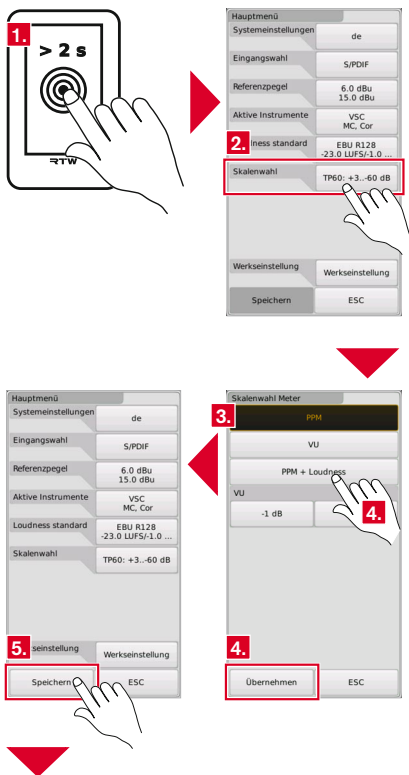 1.
> 2 s
RTW
Hauptmenü
Systemeinstellungen
de
Eingangswahl
S/PDIF
Referenzpegel
6.0 dBu
15.0 dBu
Aktive Instrumente
VSC
MC, Cor
2.
standard
EBU R128
-23.0 LUFS/-1.0 ...
Skalenwahl
TP60: +3..-60 dB
Werkseinstellung
Werkseinstellung
Speichern
ESC
Skalenwahl Meter
3.
PPM
VU
PPM + Loudness
VU
-1 dB
4.
4.
Übernehmen
ESC
Hauptmenü
Systemeinstellungen
de
Eingangswahl
S/PDIF
Referenzpegel
6.0 dBu
15.0 dBu
Aktive Instrumente
VSC
MC, Cor
Loudness standard
EBU R128
-23.0 LUFS/-1.0 ...
Skalenwahl
TP60: +3..-60 dB
5.
seinstellung
Werkseinstellung
Speichern
ESC